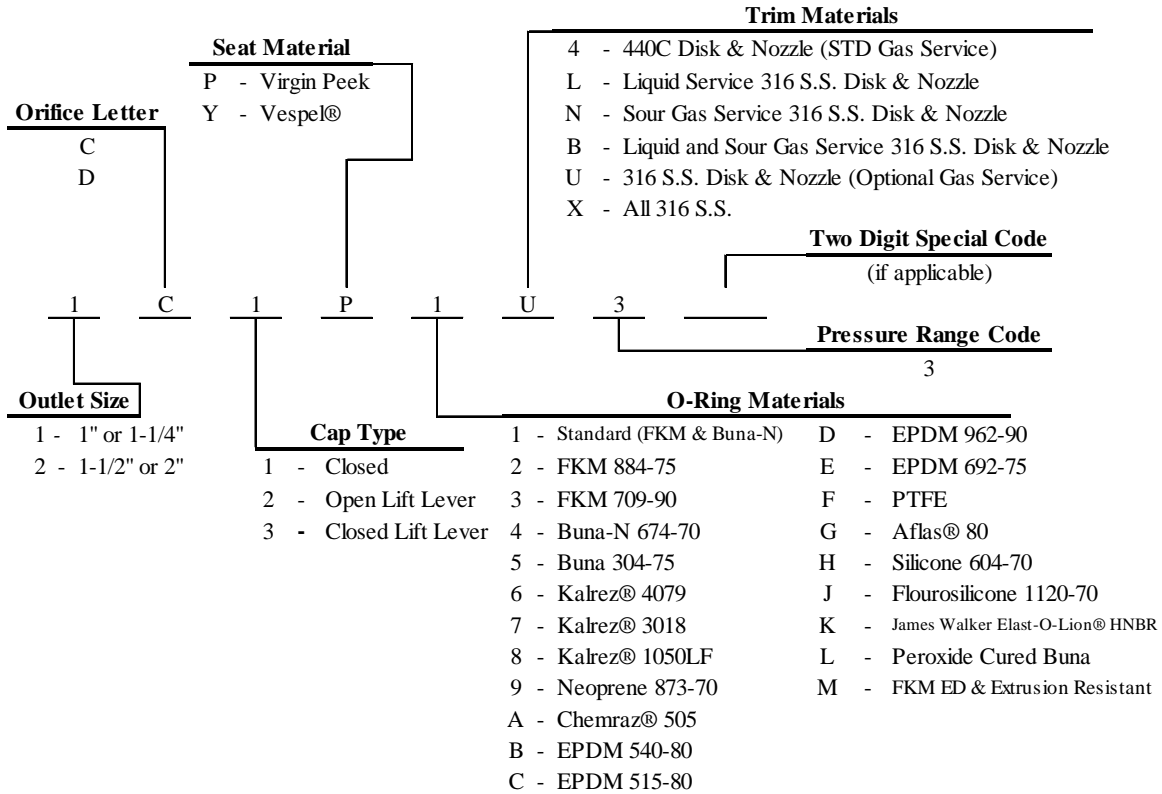 Trim Materials
4 - 440C Disk & Nozzle (STD Gas Service)
L - Liquid Service 316 S.S. Disk & Nozzle
N - Sour Gas Service 316 S.S. Disk & Nozzle
B - Liquid and Sour Gas Service 316 S.S. Disk & Nozzle
U - 316 S.S. Disk & Nozzle (Optional Gas Service)
X - All 316 S.S.
Seat Material
P - Virgin Peek
Y - Vespel®
Orifice Letter
C
D
Two Digit Special Code
(if applicable)
1 C 1 P 1 U 3
Pressure Range Code
3
Outlet Size
1 - 1" or 1-1/4"
2 - 1-1/2" or 2"
Cap Type
1 - Closed
2 - Open Lift Lever
3 - Closed Lift Lever
O-Ring Materials
1 - Standard (FKM & Buna-N)
2 - FKM 884-75
3 - FKM 709-90
4 - Buna-N 674-70
5 - Buna 304-75
6 - Kalrez® 4079
7 - Kalrez® 3018
8 - Kalrez® 1050LF
9 - Neoprene 873-70
A - Chemraz® 505
B - EPDM 540-80
C - EPDM 515-80
D - EPDM 962-90
E - EPDM 692-75
F - PTFE
G - Aflas® 80
H - Silicone 604-70
J - Flourosilicone 1120-70
K - James Walker Elast-O-Lion® HNBR
L - Peroxide Cured Buna
M - FKM ED & Extrusion Resistant